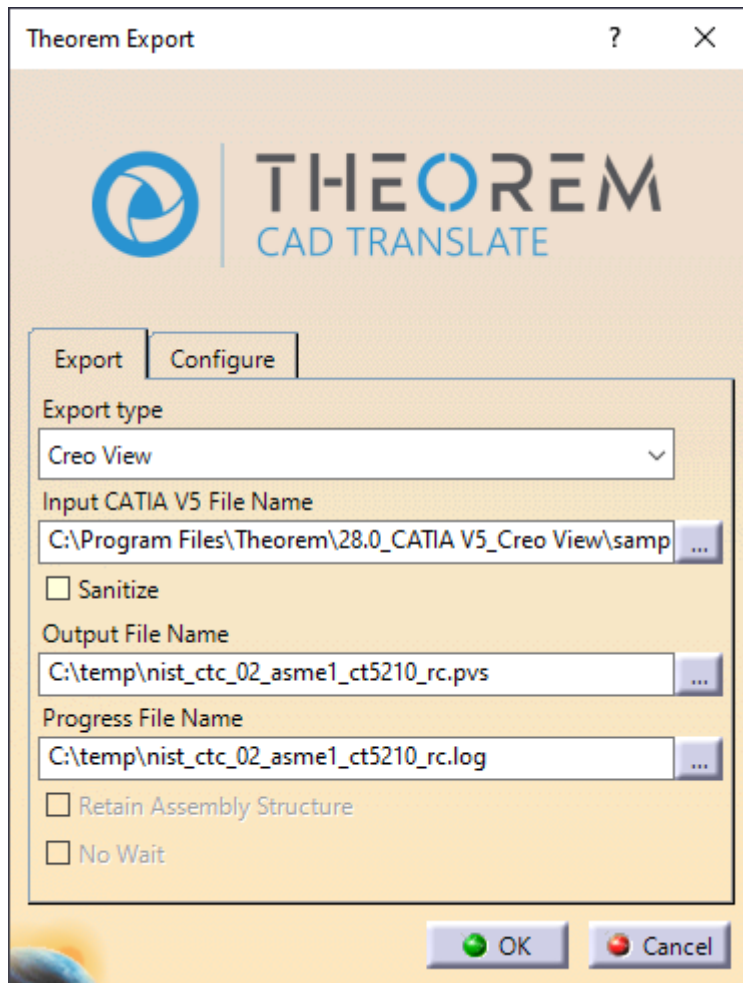 Theorem Export
?
THEOREM
CAD TRANSLATE
Export
Configure
Export type
Creo View
Input CATIA V5 File Name
C:\Program Files\Theorem\28.0_CATIA V5_Creo View\samp
...
Sanitize
Output File Name
C:\temp\nist_ctc_02_asme1_ct5210_rc.pvs
...
Progress File Name
C:\temp\nist_ctc_02_asme1_ct5210_rc.log
...
Retain Assembly Structure
No Wait
OK
Cancel